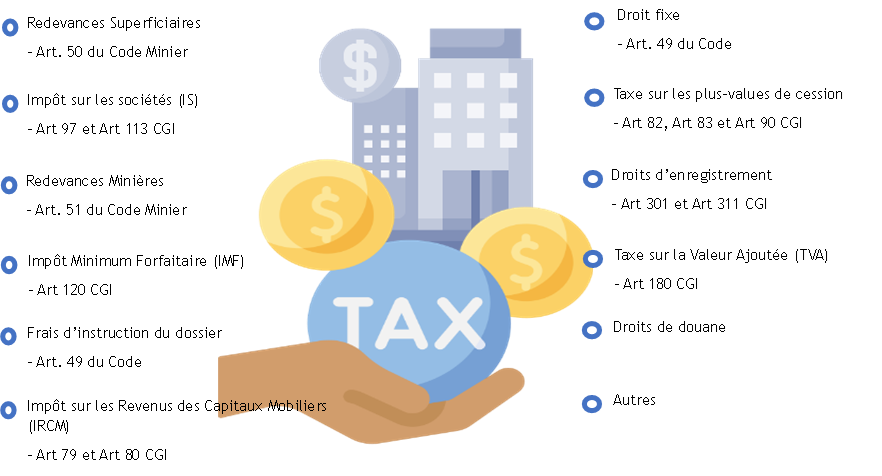 Redevances Superficiaires
- Art. 50 du Code Minier
Impôt sur les sociétés (IS)
- Art 97 et Art 113 CGI
Redevances Minières
- Art. 51 du Code Minier
Impôt Minimum Forfaitaire (IMF)
- Art 120 CGI
Frais d'instruction du dossier
- Art. 49 du Code
Impôt sur les Revenus des Capitaux Mobiliers
(IRCM)
- Art 79 et Art 80 CGI
$
$
$
TAX
Droit fixe
- Art. 49 du Code
Taxe sur les plus-values de cession
- Art 82, Art 83 et Art 90 CGI
Droits d'enregistrement
- Art 301 et Art 311 CGI
Taxe sur la Valeur Ajoutée (TVA)
- Art 180 CGI
Droits de douane
Autres